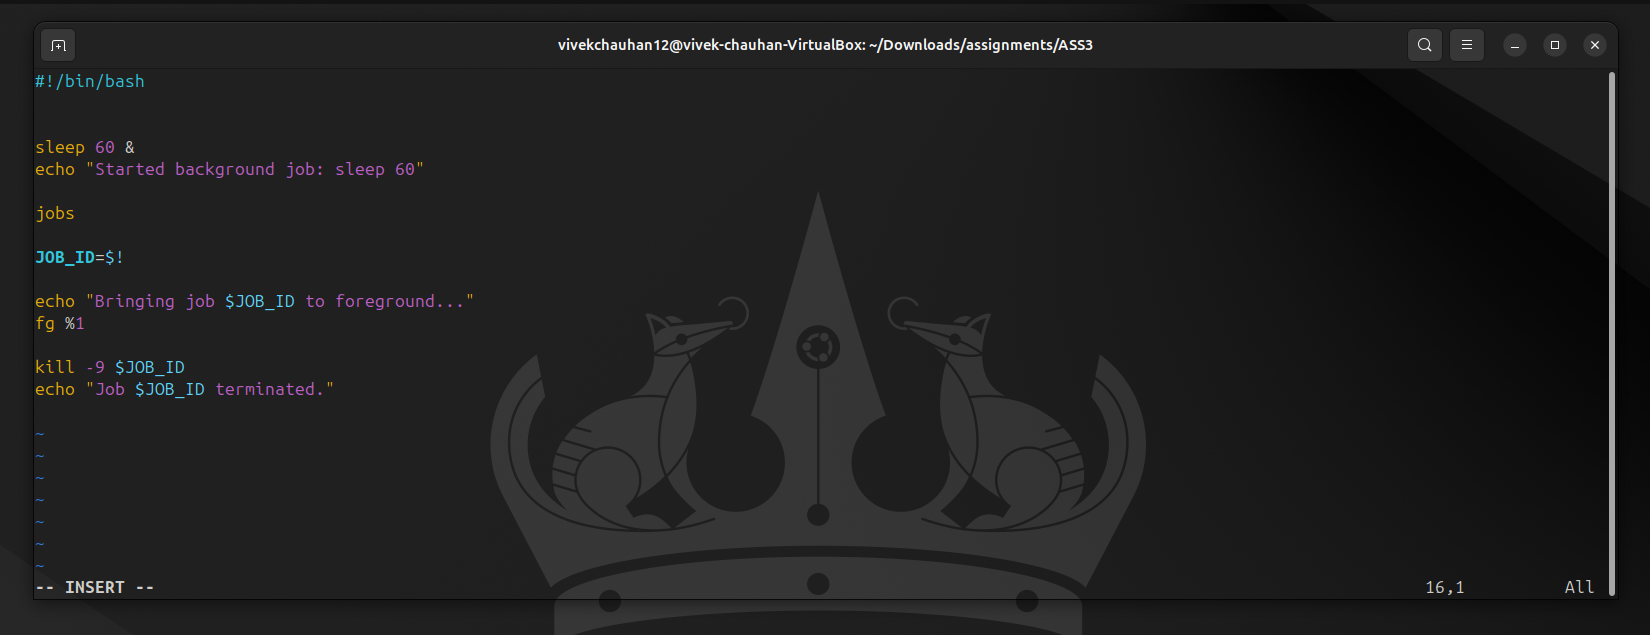 vivekchauhan12@vivek-chauhan-VirtualBox: ~/Downloads/assignments/ASS3
#!/bin/bash
sleep 60 &
echo "Started background job: sleep 60"
jobs
JOB_ID=$!
echo "Bringing job $JOB_ID to foreground..."
fg %1
kill -9 $JOB_ID
echo "Job $JOB_ID terminated."
~
~
~
~
~
~
~
-- INSERT -- 16,1 All